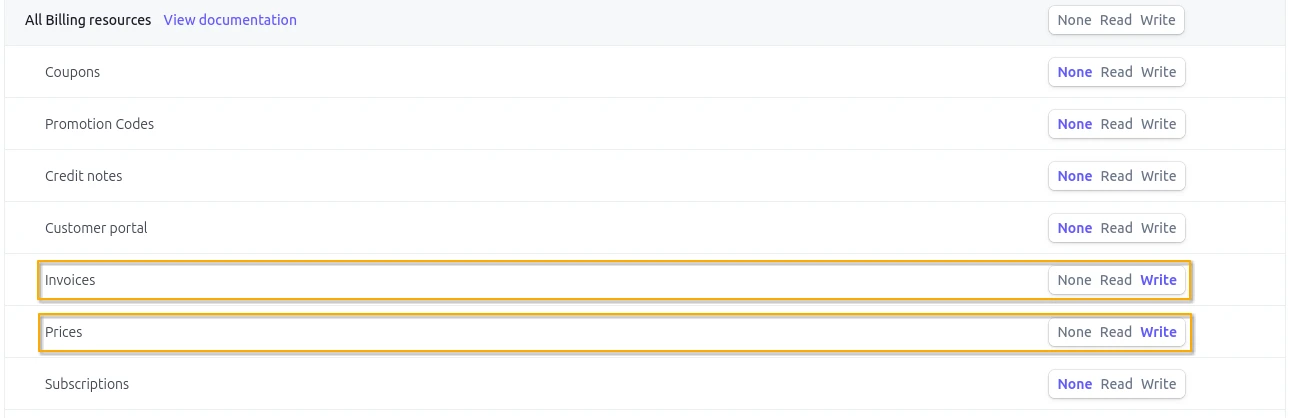 All Billing resources View documentation None Read Write
Coupons None Read Write
Promotion Codes None Read Write
Credit notes None Read Write
Customer portal None Read Write
Invoices None Read Write
Prices None Read Write
Subscriptions None Read Write